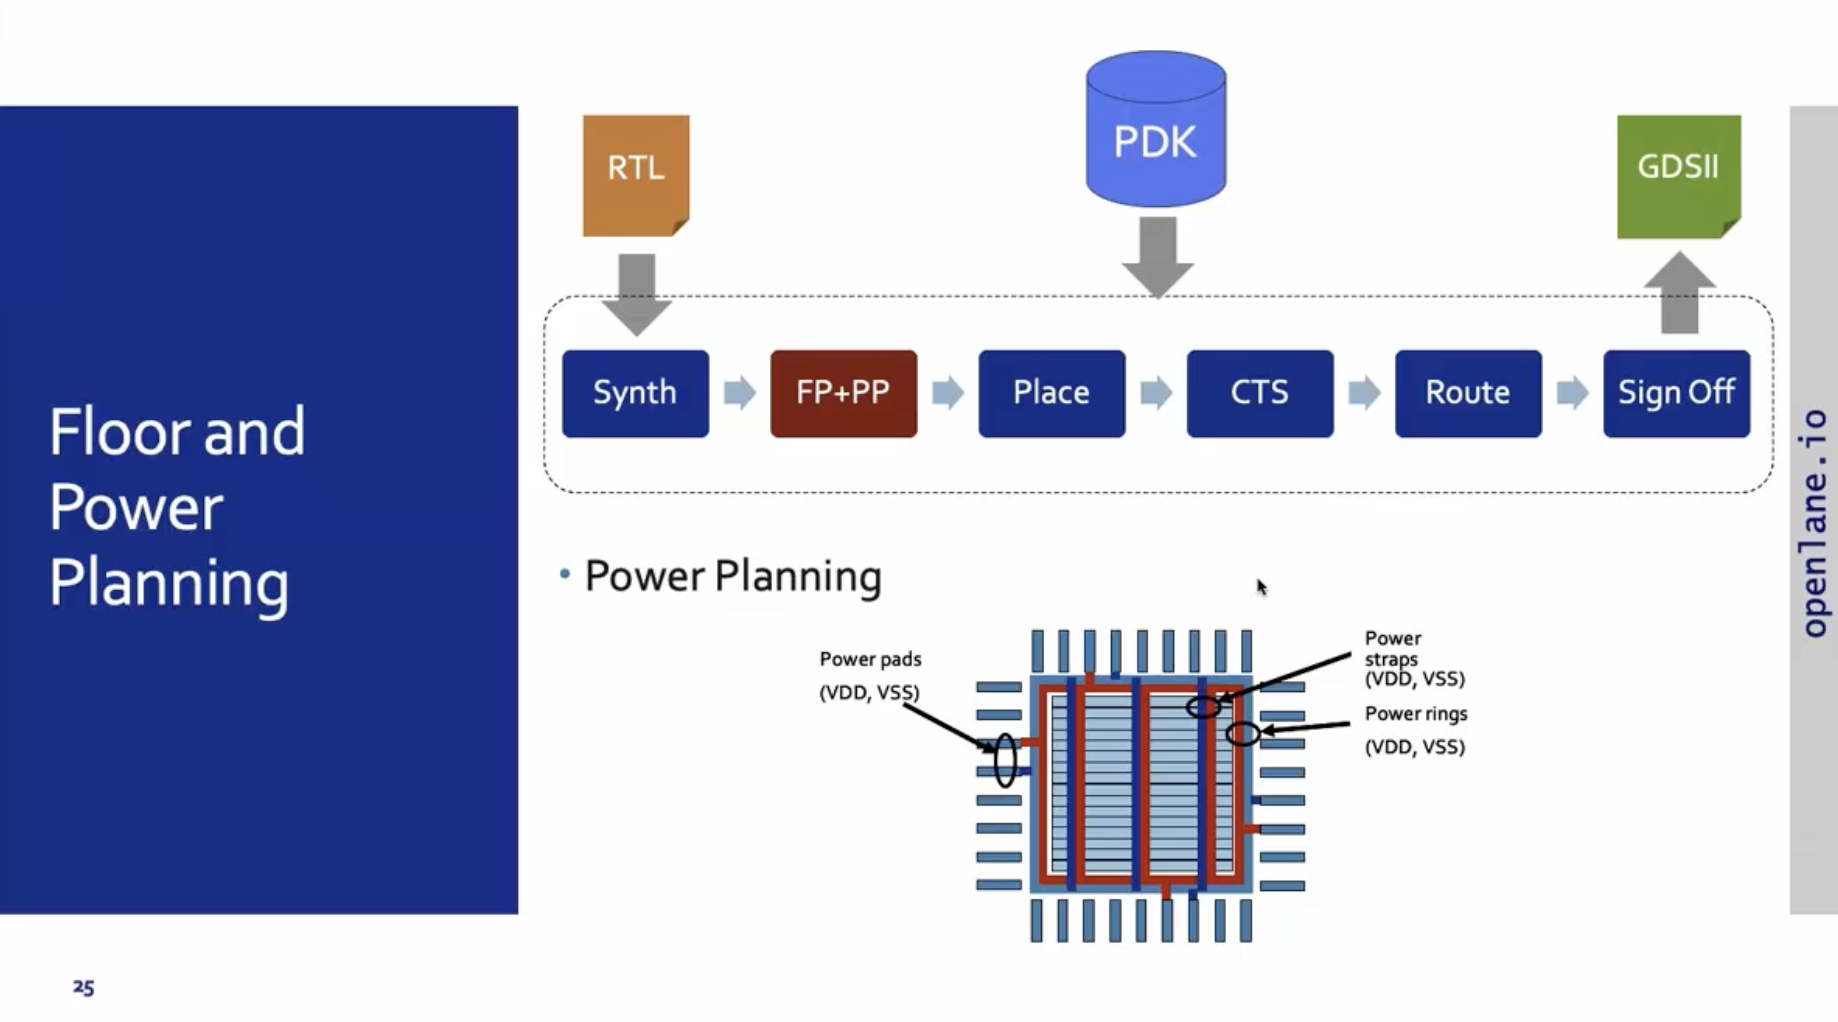 Floor and
Power
Planning
RTL
PDK
GDSII
Synth
FP+PP
Place
CTS
Route
Sign Off
• Power Planning
Power pads
(VDD, VSS)
Power
straps
(VDD, VSS)
Power rings
(VDD, VSS)
openlane.io
25